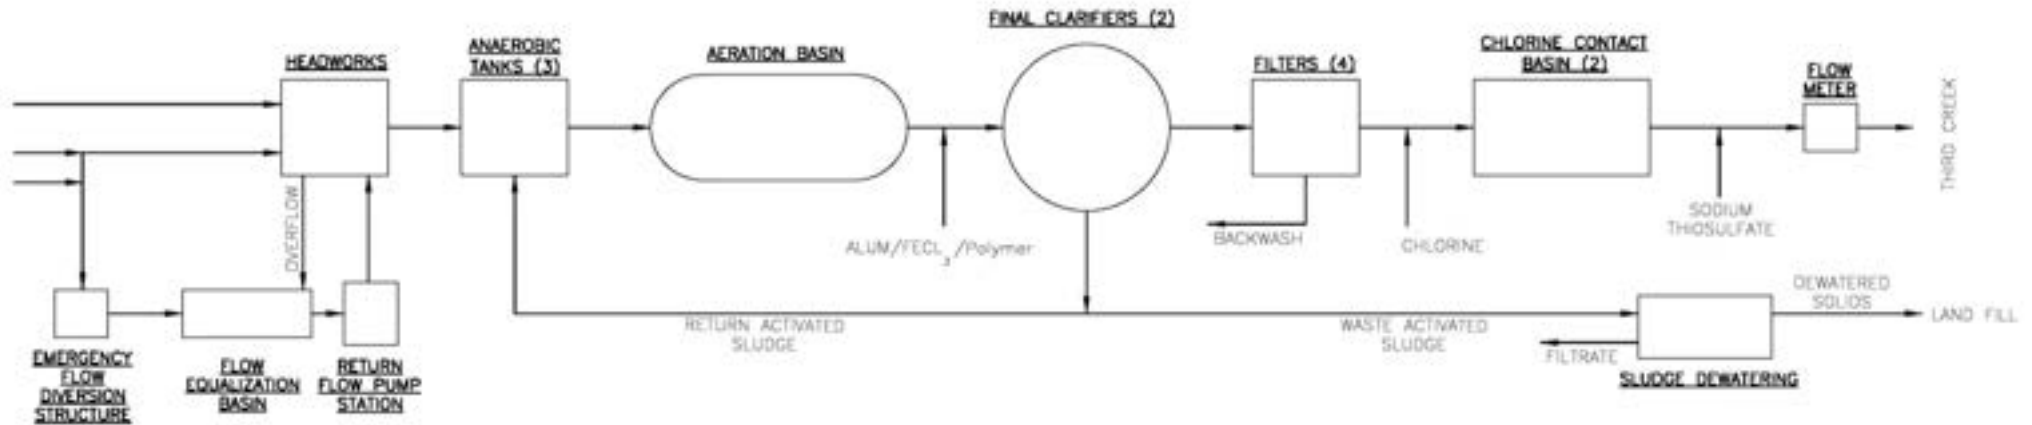 HEADWORKS
ANAEROBIC
TANKS (3)
AERATION BASIN
FINAL CLARIFIERS (2)
FILTERS (4)
CHLORINE CONTACT
BASIN (2)
FLOW
METER
THIRD CREEK
OVERFLOW
ALUM/FECL3/Polymer
BACKWASH
CHLORINE
SODIUM
THIOSULFATE
EMERGENCY
FLOW
DIVERSION
STRUCTURE
FLOW
EQUALIZATION
BASIN
RETURN
FLOW PUMP
STATION
RETURN ACTIVATED
SLUDGE
WASTE ACTIVATED
SLUDGE
FILTRATE
SLUDGE DEWATERING
DEWATERED
SOLIDS
LAND FILL